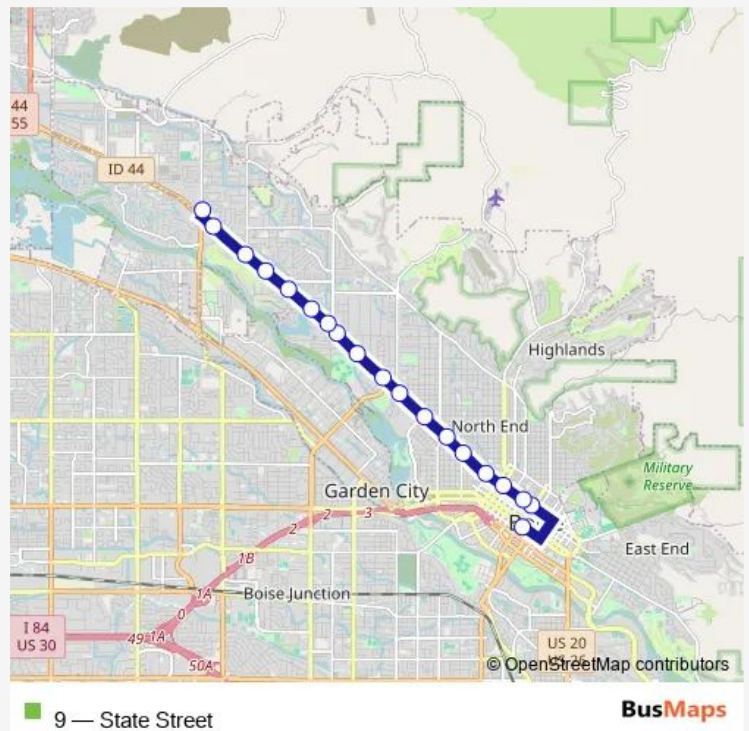 44
55
ID 44
Highlands
North End
Military
Reserve
Garden City
B
3
2
2
1B
East End
Boise Junction
1A
0
I 84
US 30
49
1A
50A
US 20
© OpenStreetMap contributors
9 — State Street
BusMaps